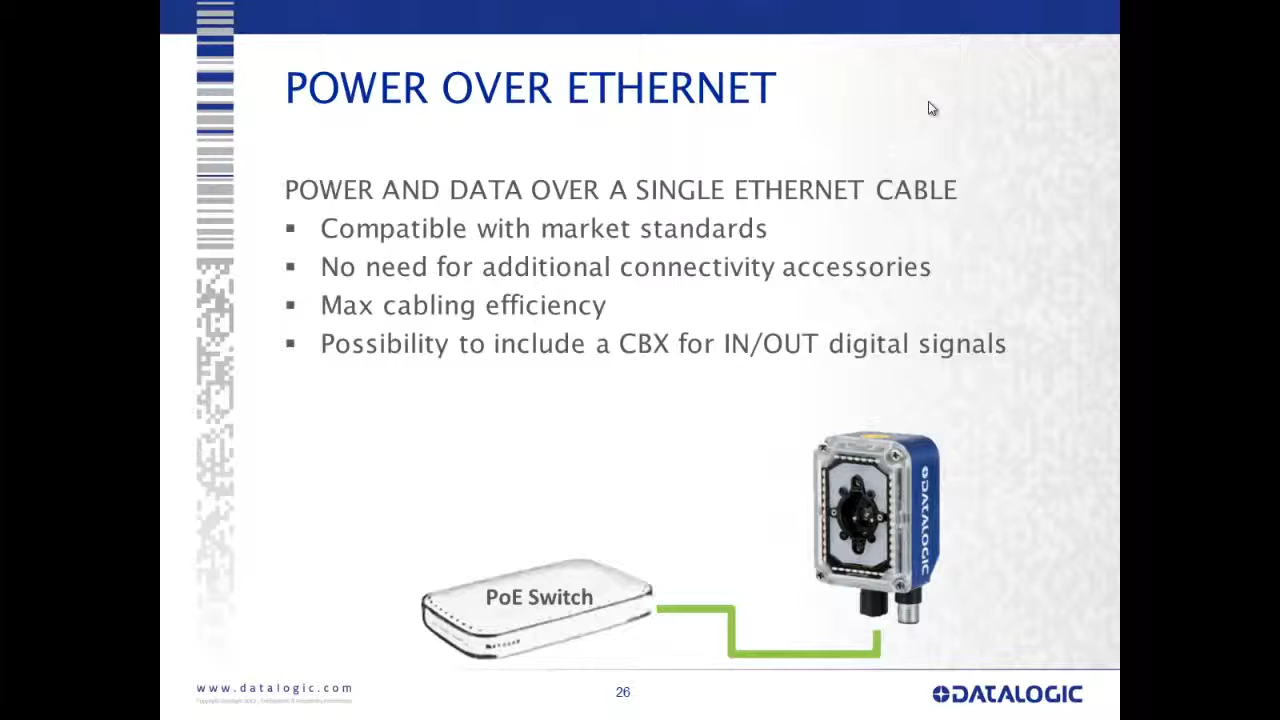 POWER OVER ETHERNET
POWER AND DATA OVER A SINGLE ETHERNET CABLE
▪ Compatible with market standards
▪ No need for additional connectivity accessories
▪ Max cabling efficiency
▪ Possibility to include a CBX for IN/OUT digital signals
DATALOGIC
PoE Switch
NETGEAR
www.datalogic.com
26
DATALOGIC